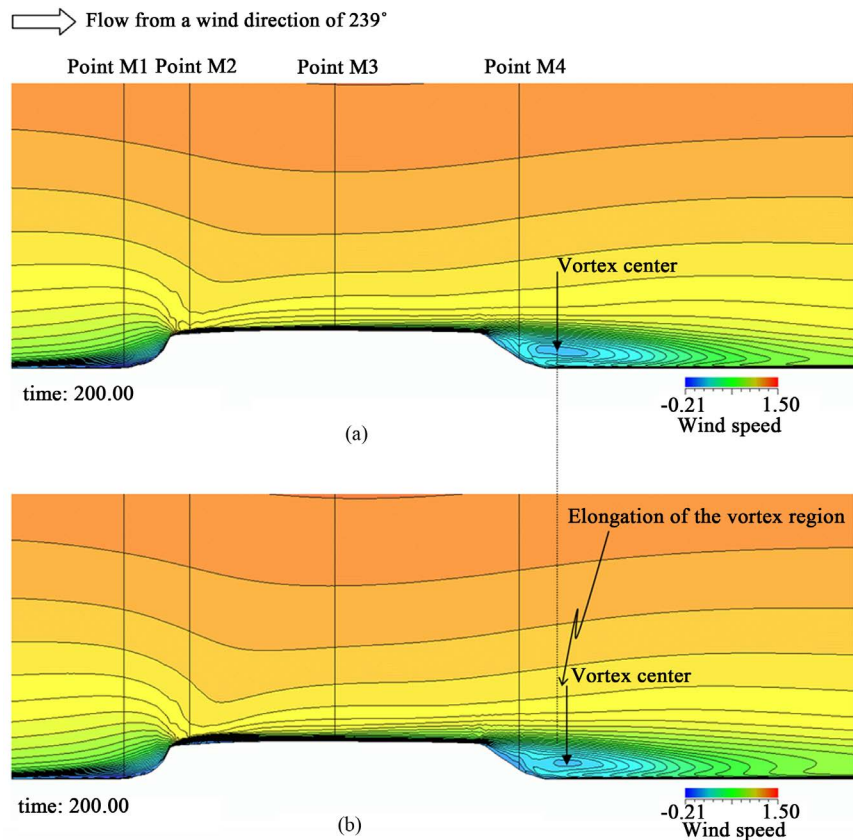 Flow from a wind direction of 239˚
Point M1 Point M2 Point M3 Point M4
Vortex center
time: 200.00
-0.21 1.50
Wind speed
(a)
Elongation of the vortex region
Vortex center
time: 200.00
-0.21 1.50
Wind speed
(b)